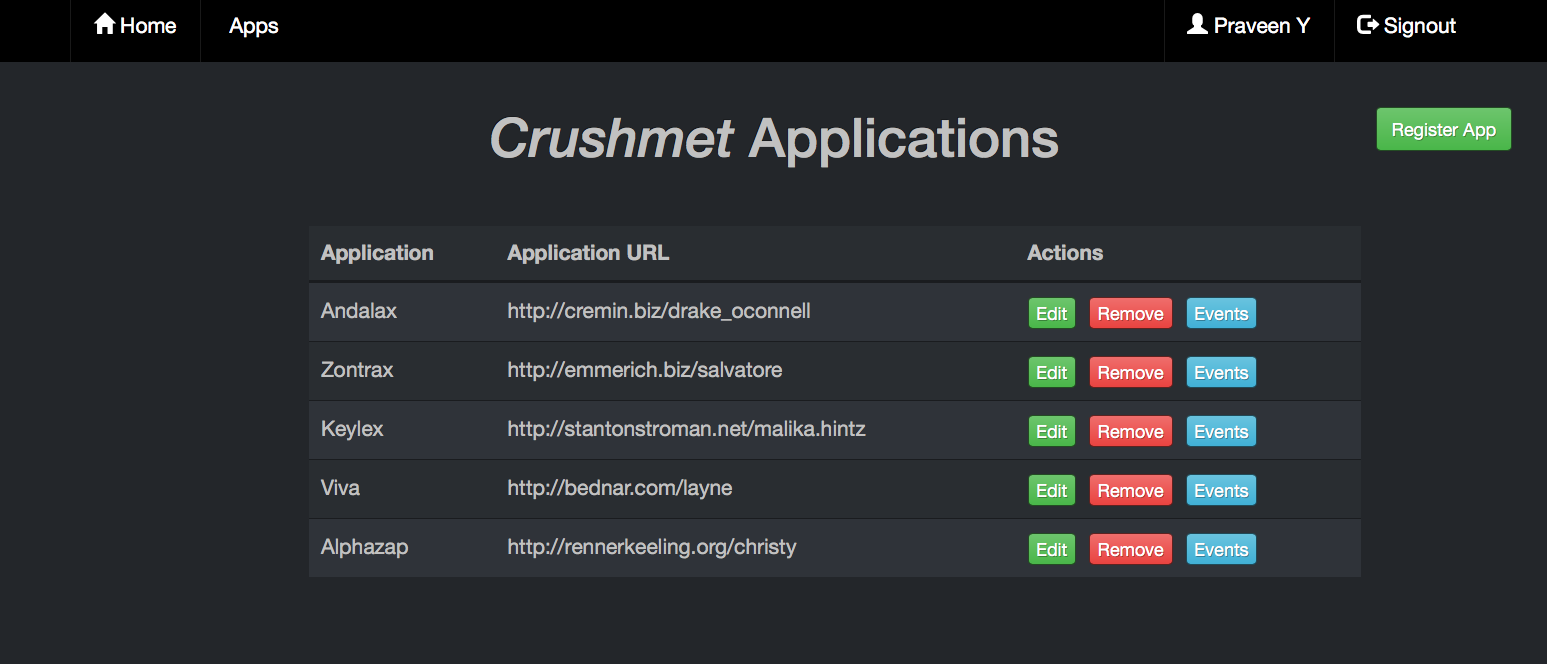 Home Apps Praveen Y Signout
Crushmet Applications
Register App
Application Application URL Actions
Andalax http://cremin.biz/drake_oconnell Edit Remove Events
Zontrax http://emmerich.biz/salvatore Edit Remove Events
Keylex http://stantonstroman.net/malika.hintz Edit Remove Events
Viva http://bednar.com/layne Edit Remove Events
Alphazap http://rennerkeeling.org/christy Edit Remove Events